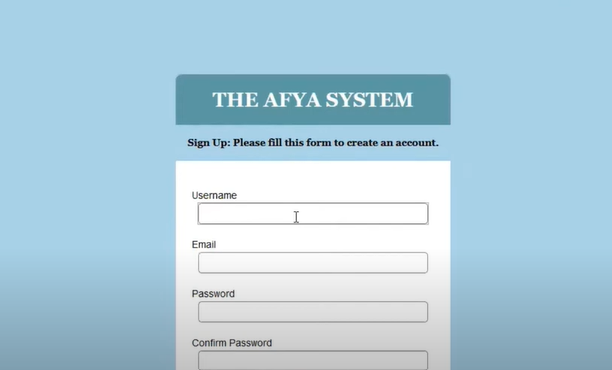 THE AFYA SYSTEM
Sign Up: Please fill this form to create an account.
Username
Email
Password
Confirm Password